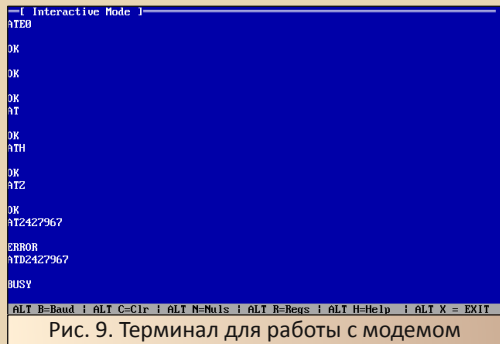 [ Interactive Mode ]
ATE0
OK
OK
OK
AT
OK
ATH
OK
ATZ
OK
AT2427967
ERROR
ATD2427967
BUSY
ALT B=Baud | ALT C=Clr | ALT N=Nuls | ALT R=Regs | ALT H=Help | ALT X = EXIT
Рис. 9. Терминал для работы с модемом